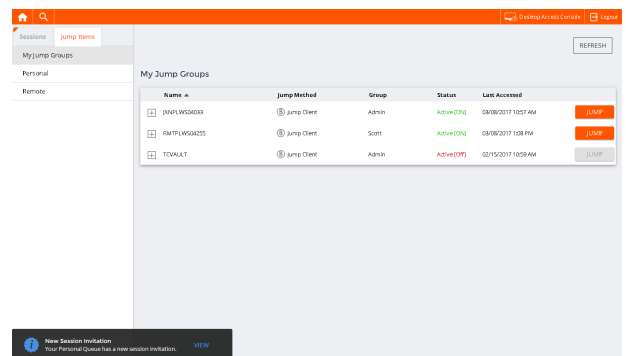 Desktop Access Console Logout
Sessions Jump Items
REFRESH
My Jump Groups
Personal
Remote
My Jump Groups
Name Jump Method Group Status Last Accessed
JXNPLWS04033 Jump Client Admin Active [ON] 03/08/2017 10:57 AM JUMP
RMTPLWS04255 Jump Client Scott Active [ON] 03/08/2017 1:08 PM JUMP
TCVAULT Jump Client Admin Active [Off] 02/15/2017 10:59 AM JUMP
New Session Invitation
Your Personal Queue has a new session invitation. VIEW